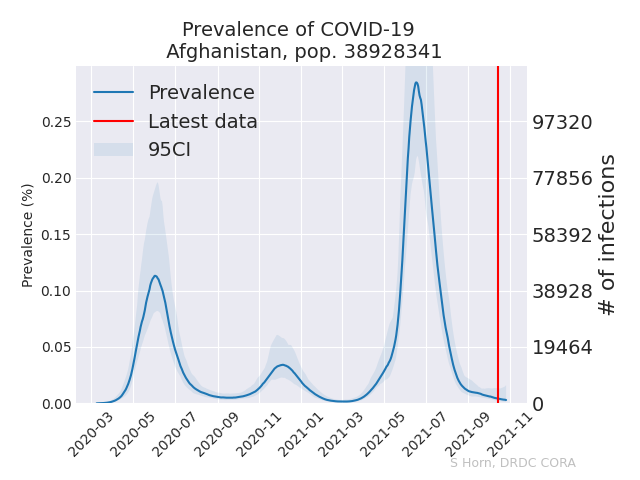 Prevalence of COVID-19
Afghanistan, pop. 38928341
Prevalence
Latest data
95CI
Prevalence (%)
0.25
0.20
0.15
0.10
0.05
0.00
97320
77856
58392
38928
19464
0
# of infections
2020-03
2020-05
2020-07
2020-09
2020-11
2021-01
2021-03
2021-05
2021-07
2021-09
2021-11
S Horn, DRDC CORA